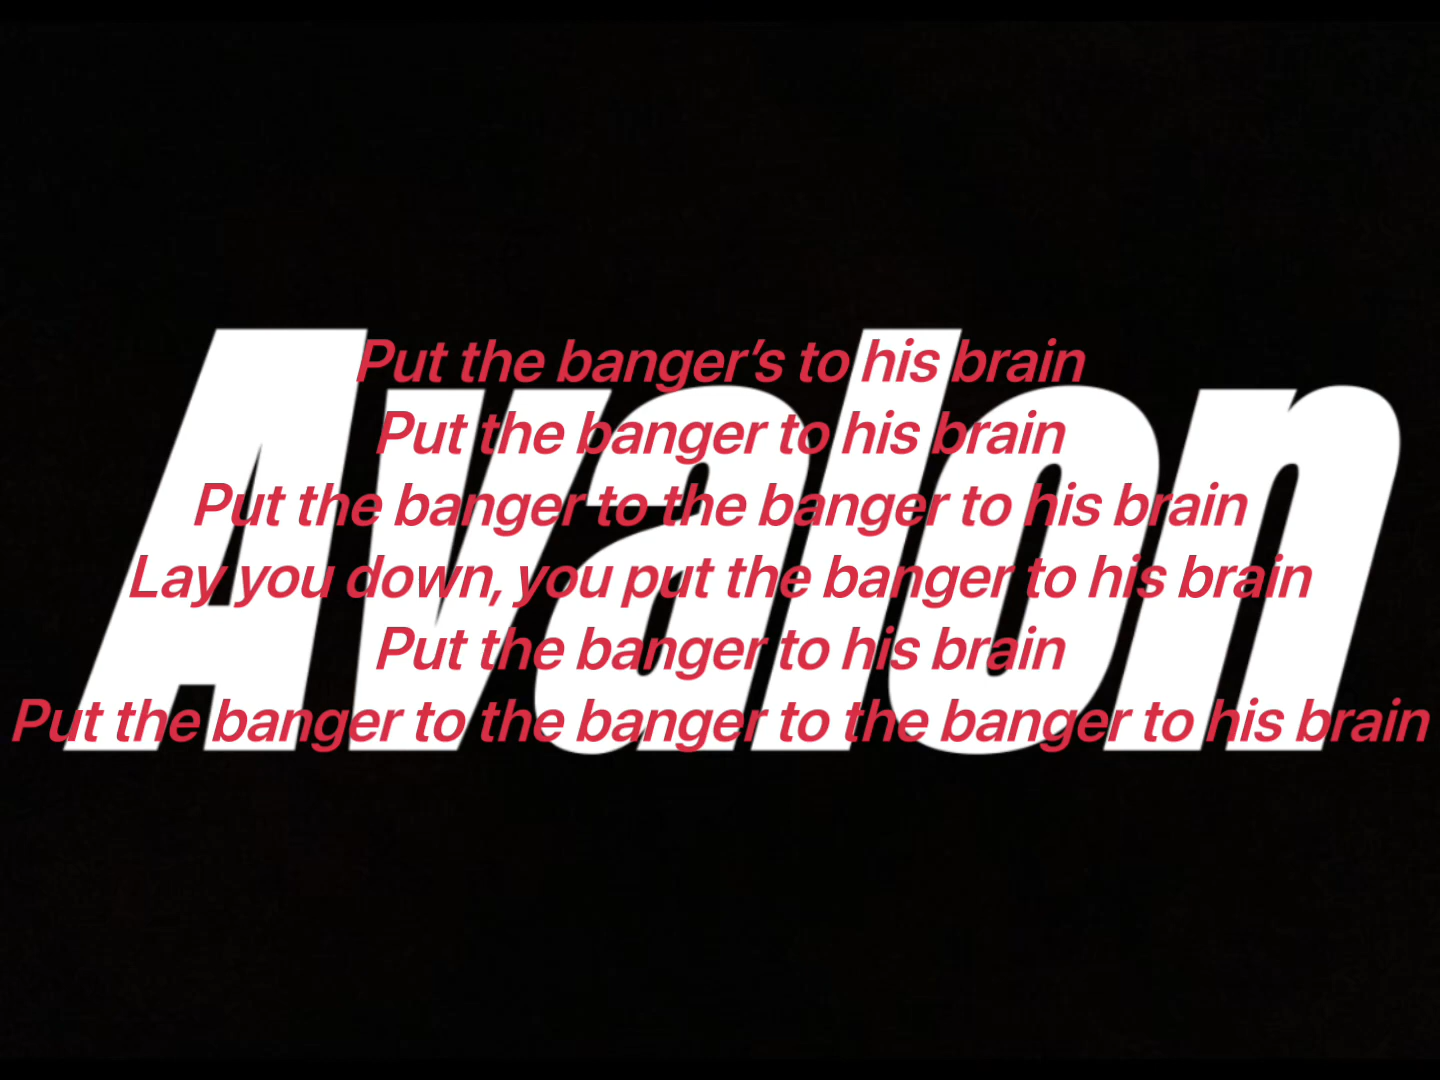 Avalon
Put the banger’s to his brain
Put the banger to his brain
Put the banger to the banger to his brain
Lay you down, you put the banger to his brain
Put the banger to his brain
Put the banger to the banger to the banger to his brain